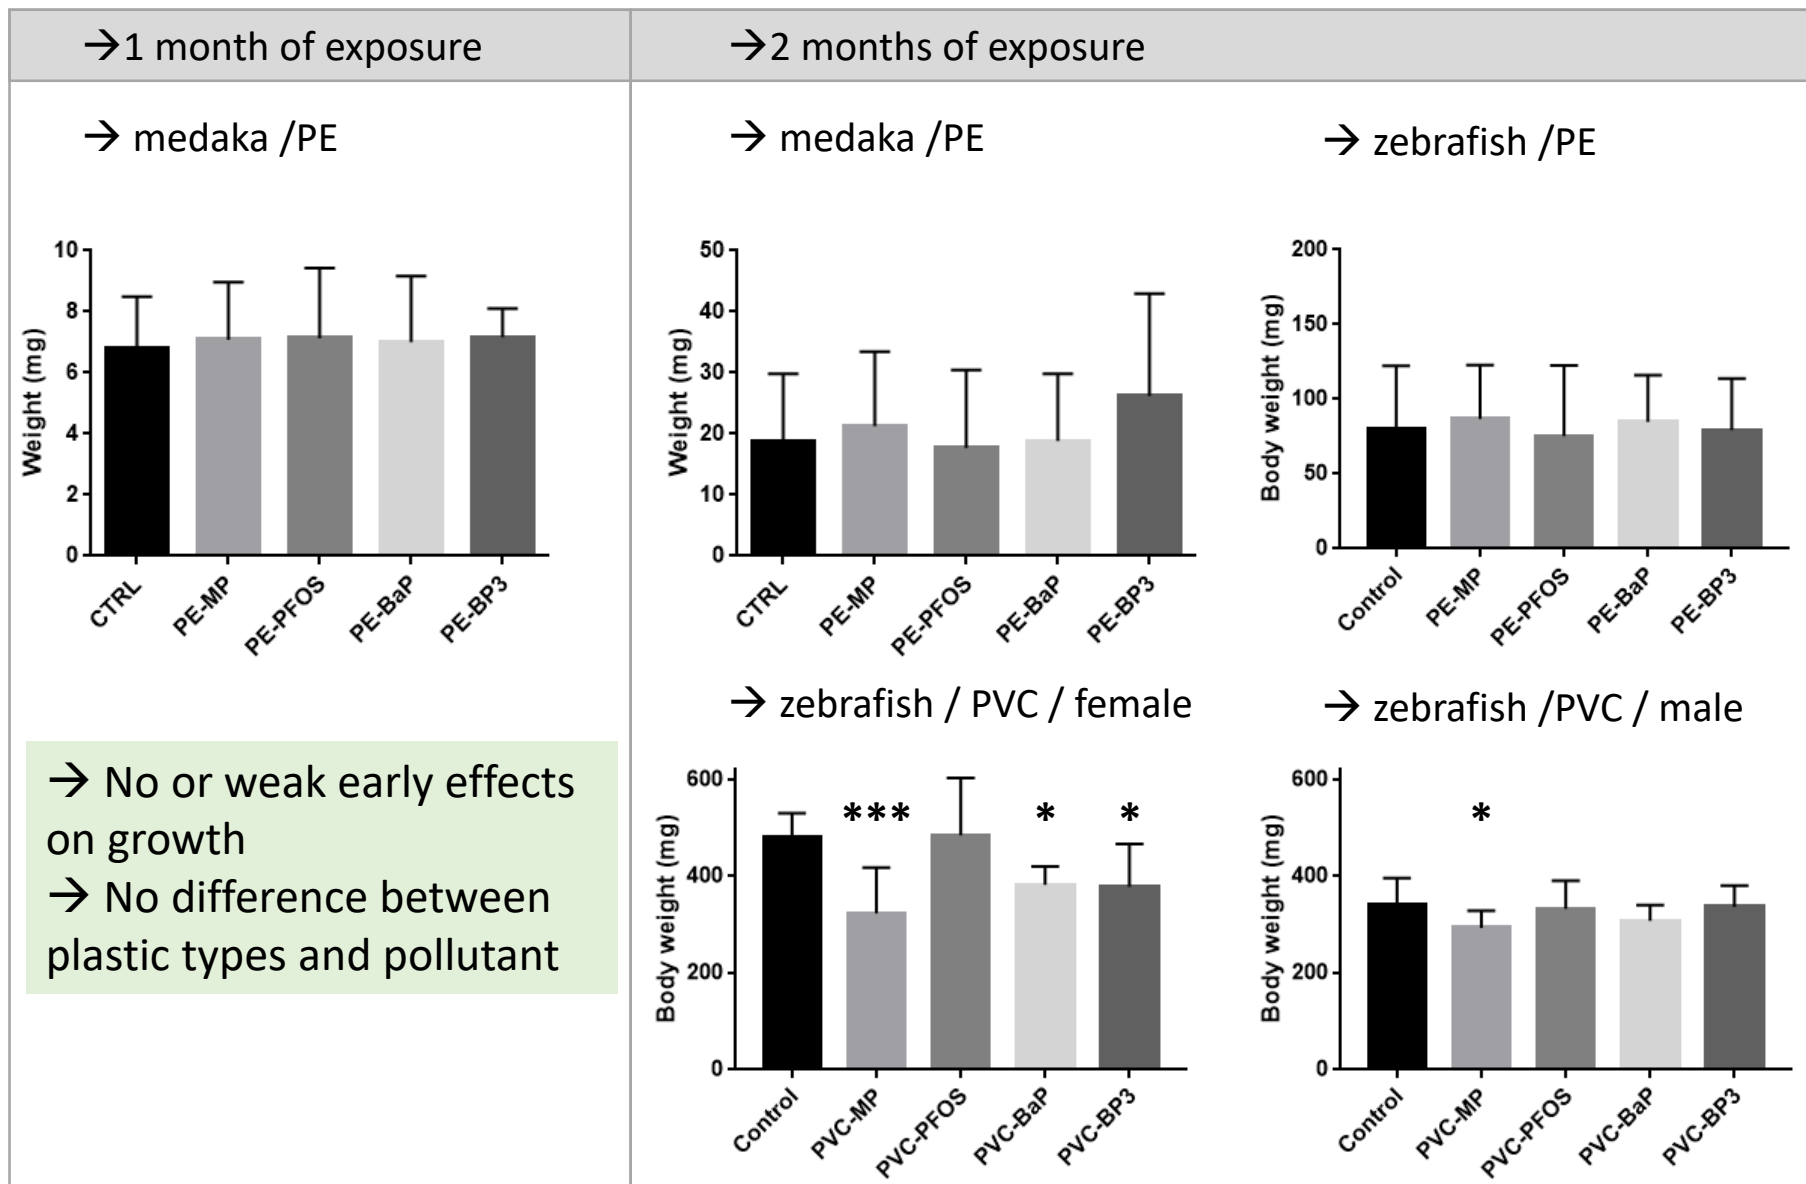 →1 month of exposure
→2 months of exposure
→ medaka /PE
→ medaka /PE
→ zebrafish /PE
10
8
6
4
2
0
Weight (mg)
CTRL
PE-MP
PE-PFOS
PE-BaP
PE-BP3
50
40
30
20
10
0
Weight (mg)
CTRL
PE-MP
PE-PFOS
PE-BaP
PE-BP3
200
150
100
50
0
Body weight (mg)
Control
PE-MP
PE-PFOS
PE-BaP
PE-BP3
→ No or weak early effects
on growth
→ No difference between
plastic types and pollutant
→ zebrafish / PVC / female
→ zebrafish /PVC / male
600
400
200
0
Body weight (mg)
***
*
*
Control
PVC-MP
PVC-PFOS
PVC-BaP
PVC-BP3
600
400
200
0
Body weight (mg)
*
Control
PVC-MP
PVC-PFOS
PVC-BaP
PVC-BP3